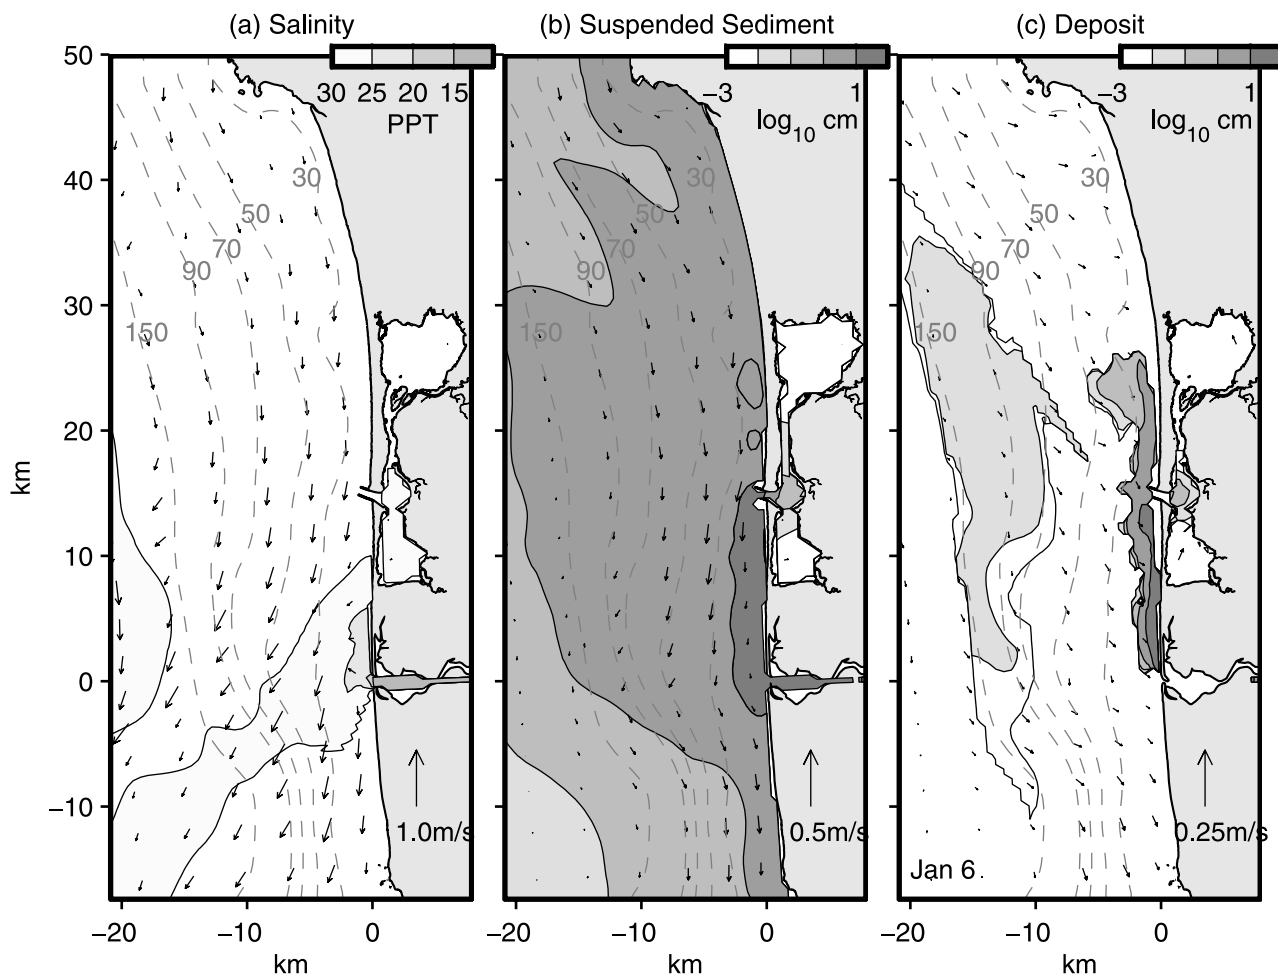 (a) Salinity
(b) Suspended Sediment
(c) Deposit
50
40
30
20
10
0
−10
km
30 25 20 15
PPT
30
50
70
90
150
1.0m/s
−20 −10 0
km
−3 1
log10 cm
30
50
70
90
150
0.5m/s
−20 −10 0
km
−3 1
log10 cm
30
50
70
90
150
0.25m/s
Jan 6
−20 −10 0
km